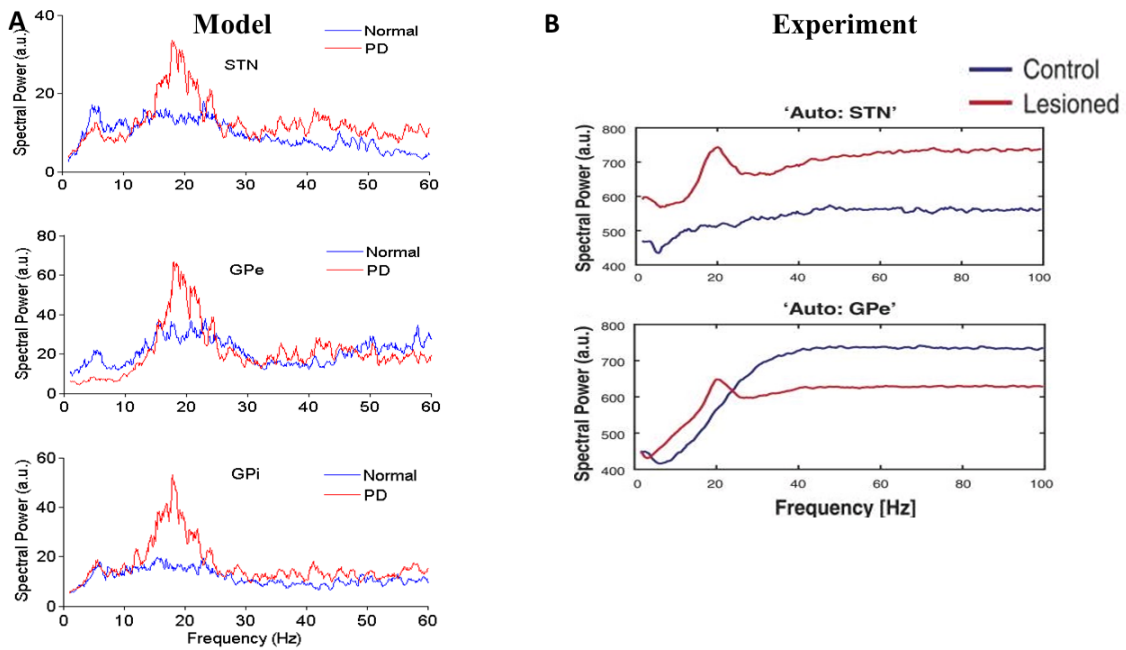 A
Model
Spectral Power (a.u.)
40
20
0
Normal
PD
STN
0 10 20 30 40 50 60
Spectral Power (a.u.)
80
60
40
20
0
Normal
PD
GPe
0 10 20 30 40 50 60
Spectral Power (a.u.)
60
40
20
0
Normal
PD
GPi
0 10 20 30 40 50 60
Frequency (Hz)
B
Experiment
Control
Lesioned
'Auto: STN'
Spectral Power (a.u.)
800
700
600
500
400
0 20 40 60 80 100
'Auto: GPe'
Spectral Power (a.u.)
800
700
600
500
400
0 20 40 60 80 100
Frequency [Hz]